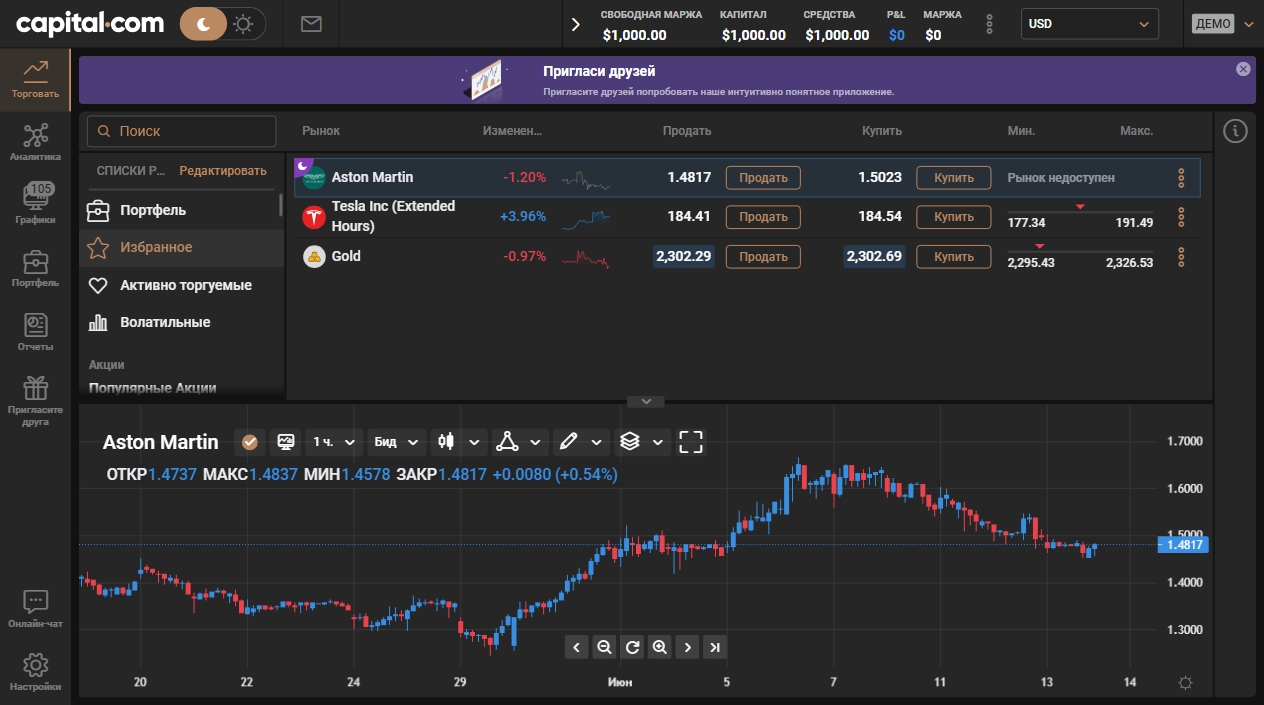 capital.com
СВОБОДНАЯ МАРЖА КАПИТАЛ СРЕДСТВА P&L МАРЖА
$1,000.00 $1,000.00 $1,000.00 $0 $0
USD
ДЕМО
Торговать
Аналитика
105
Графики
Портфель
Отчеты
Пригласите
друга
Онлайн-чат
Настройки
Пригласи друзей
Пригласите друзей попробовать наше интуитивно понятное приложение.
Поиск
СПИСКИ Р... Редактировать
Портфель
Избранное
Активно торгуемые
Волатильные
Акции
Популярные Акции
Рынок Изменен... Продать Купить Мин. Макс.
Aston Martin -1.20% 1.4817 Продать 1.5023 Купить Рынок недоступен
Tesla Inc (Extended
Hours) +3.96% 184.41 Продать 184.54 Купить 177.34 191.49
Gold -0.97% 2,302.29 Продать 2,302.69 Купить 2,295.43 2,326.53
Aston Martin 1 ч. Бид
ОТКР1.4737 МАКС1.4837 МИН1.4578 ЗАКР1.4817 +0.0080 (+0.54%)
1.7000
1.6000
1.5000
1.4817
1.4000
1.3000
20 22 24 29 Июн 5 7 11 13 14